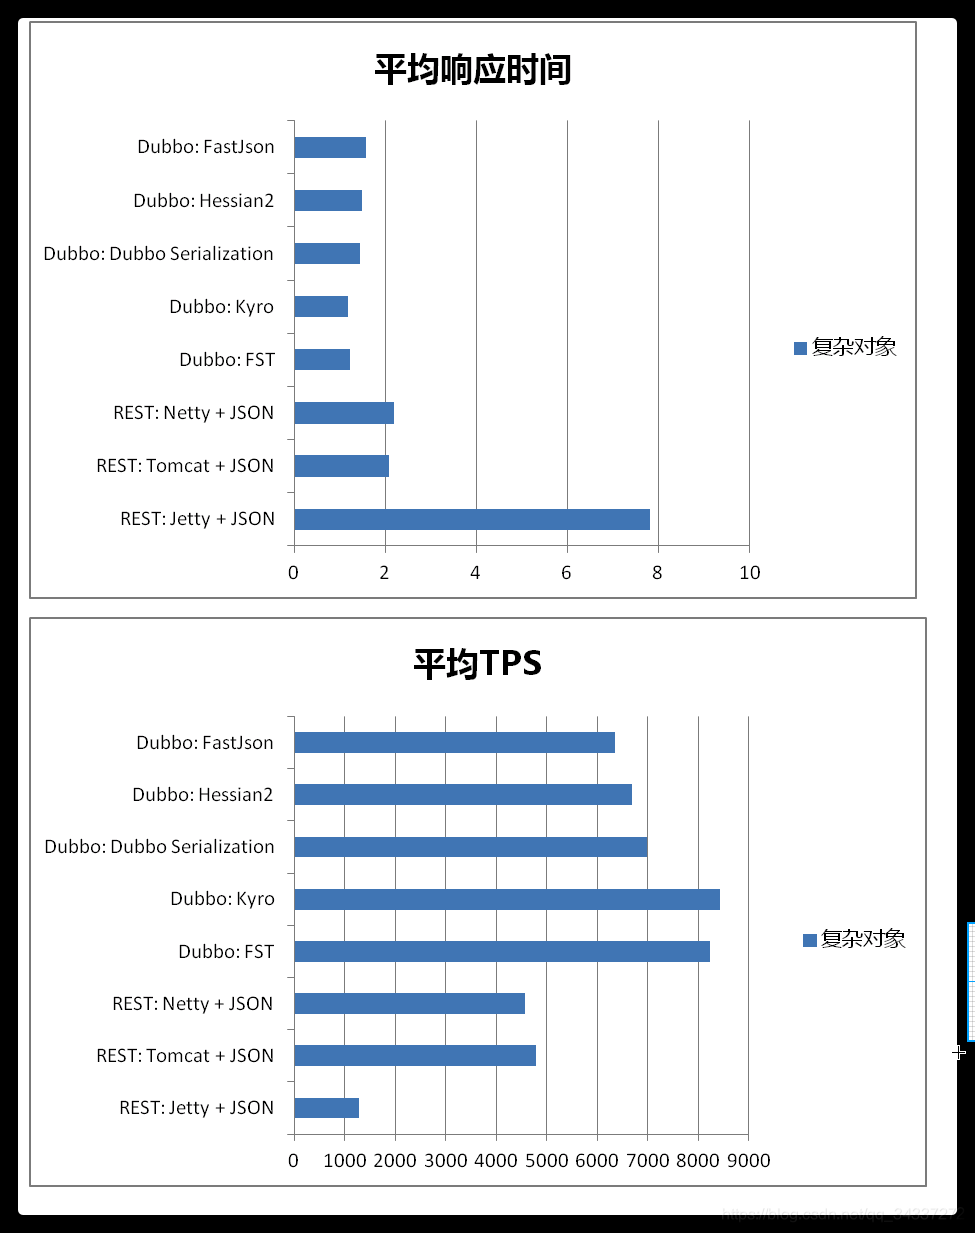 平均响应时间
Dubbo: FastJson
Dubbo: Hessian2
Dubbo: Dubbo Serialization
Dubbo: Kyro
Dubbo: FST
REST: Netty + JSON
REST: Tomcat + JSON
REST: Jetty + JSON
复杂对象
0 2 4 6 8 10
平均TPS
Dubbo: FastJson
Dubbo: Hessian2
Dubbo: Dubbo Serialization
Dubbo: Kyro
Dubbo: FST
REST: Netty + JSON
REST: Tomcat + JSON
REST: Jetty + JSON
复杂对象
0 1000 2000 3000 4000 5000 6000 7000 8000 9000